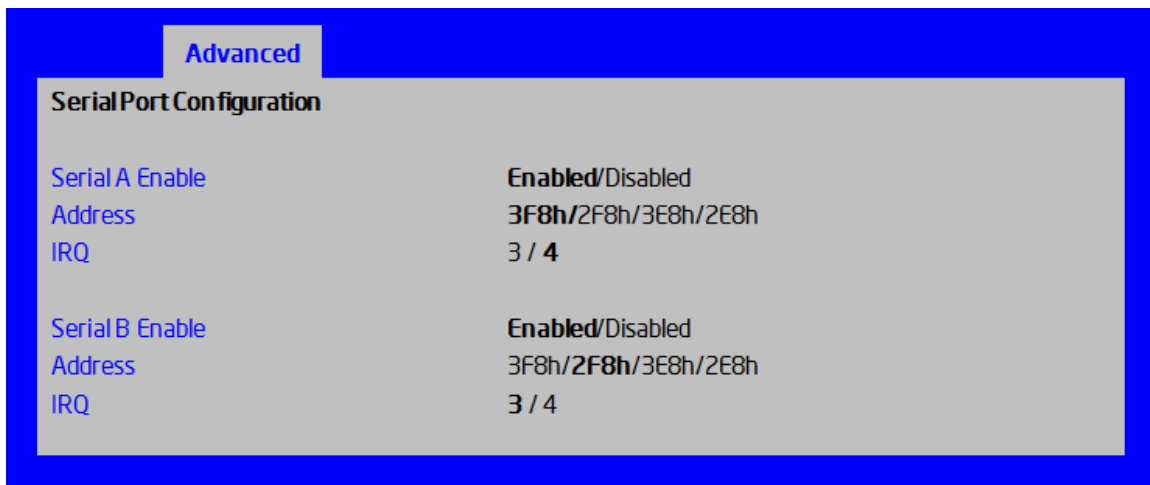 Advanced
Serial Port Configuration
Serial A Enable Enabled/Disabled
Address 3F8h/2F8h/3E8h/2E8h
IRQ 3 / 4
Serial B Enable Enabled/Disabled
Address 3F8h/2F8h/3E8h/2E8h
IRQ 3 / 4